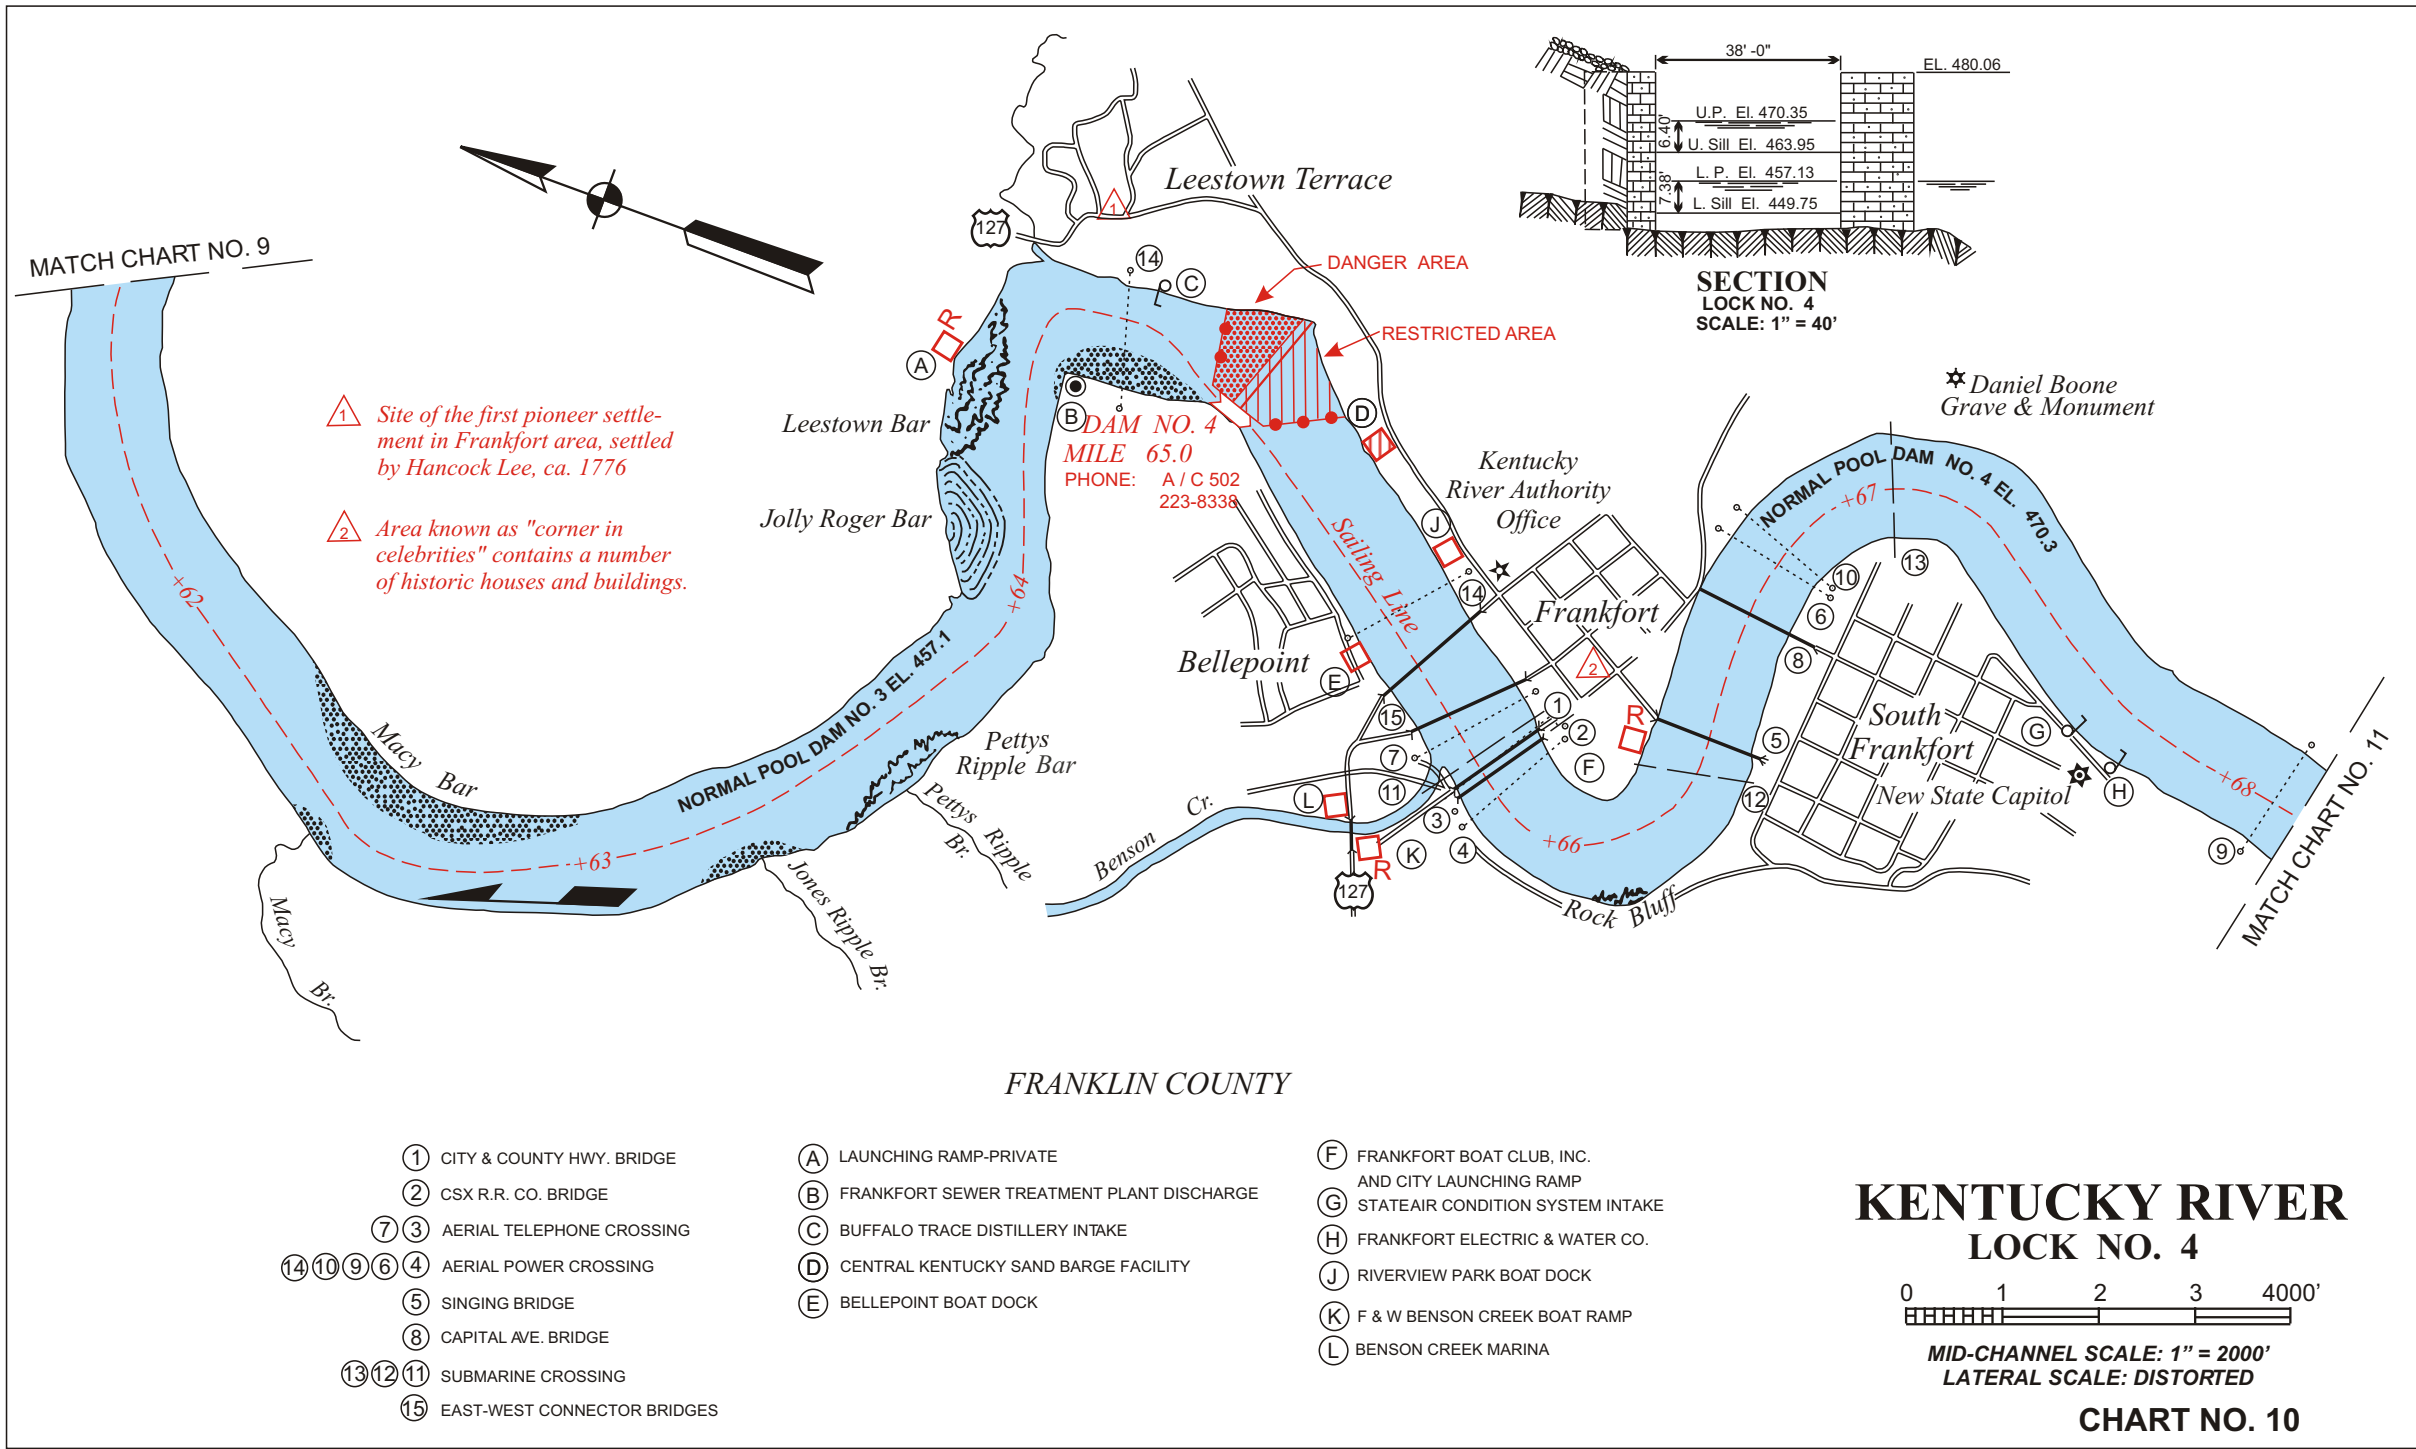 MATCH CHART NO. 9
127
Leestown Terrace
1
14
C
DANGER AREA
RESTRICTED AREA
38' -0"
EL. 480.06
U.P. El. 470.35
6.40'
U. Sill El. 463.95
L. P. El. 457.13
7.38'
L. Sill El. 449.75
SECTION
LOCK NO. 4
SCALE: 1” = 40’
R
A
B
D
Leestown Bar
DAM NO. 4
MILE 65.0
PHONE: A / C 502
223-8338
1
Site of the first pioneer settle-
ment in Frankfort area, settled
by Hancock Lee, ca. 1776
2
Area known as "corner in
celebrities" contains a number
of historic houses and buildings.
Jolly Roger Bar
Kentucky
River Authority
Office
J
14
Daniel Boone
Grave & Monument
NORMAL POOL DAM NO. 4 EL. 470.3
+67
13
10
6
8
+62
+64
Sailing Line
Frankfort
2
Bellepoint
E
15
7
11
1
2
F
R
5
12
South
Frankfort
New State Capitol
G
H
+68
9
MATCH CHART NO. 11
Macy Bar
NORMAL POOL DAM NO. 3 EL. 457.1
Pettys
Ripple Bar
Pettys Ripple
Br.
Benson Cr.
L
K
R
127
3
4
+66
Rock Bluff
+63
Jones Ripple Br.
Macy Br.
FRANKLIN COUNTY
1 CITY & COUNTY HWY. BRIDGE
2 CSX R.R. CO. BRIDGE
7 3 AERIAL TELEPHONE CROSSING
14 10 9 6 4 AERIAL POWER CROSSING
5 SINGING BRIDGE
8 CAPITAL AVE. BRIDGE
13 12 11 SUBMARINE CROSSING
15 EAST-WEST CONNECTOR BRIDGES
A LAUNCHING RAMP-PRIVATE
B FRANKFORT SEWER TREATMENT PLANT DISCHARGE
C BUFFALO TRACE DISTILLERY INTAKE
D CENTRAL KENTUCKY SAND BARGE FACILITY
E BELLEPOINT BOAT DOCK
F FRANKFORT BOAT CLUB, INC.
AND CITY LAUNCHING RAMP
G STATEAIR CONDITION SYSTEM INTAKE
H FRANKFORT ELECTRIC & WATER CO.
J RIVERVIEW PARK BOAT DOCK
K F & W BENSON CREEK BOAT RAMP
L BENSON CREEK MARINA
KENTUCKY RIVER
LOCK NO. 4
0 1 2 3 4000’
MID-CHANNEL SCALE: 1” = 2000’
LATERAL SCALE: DISTORTED
CHART NO. 10